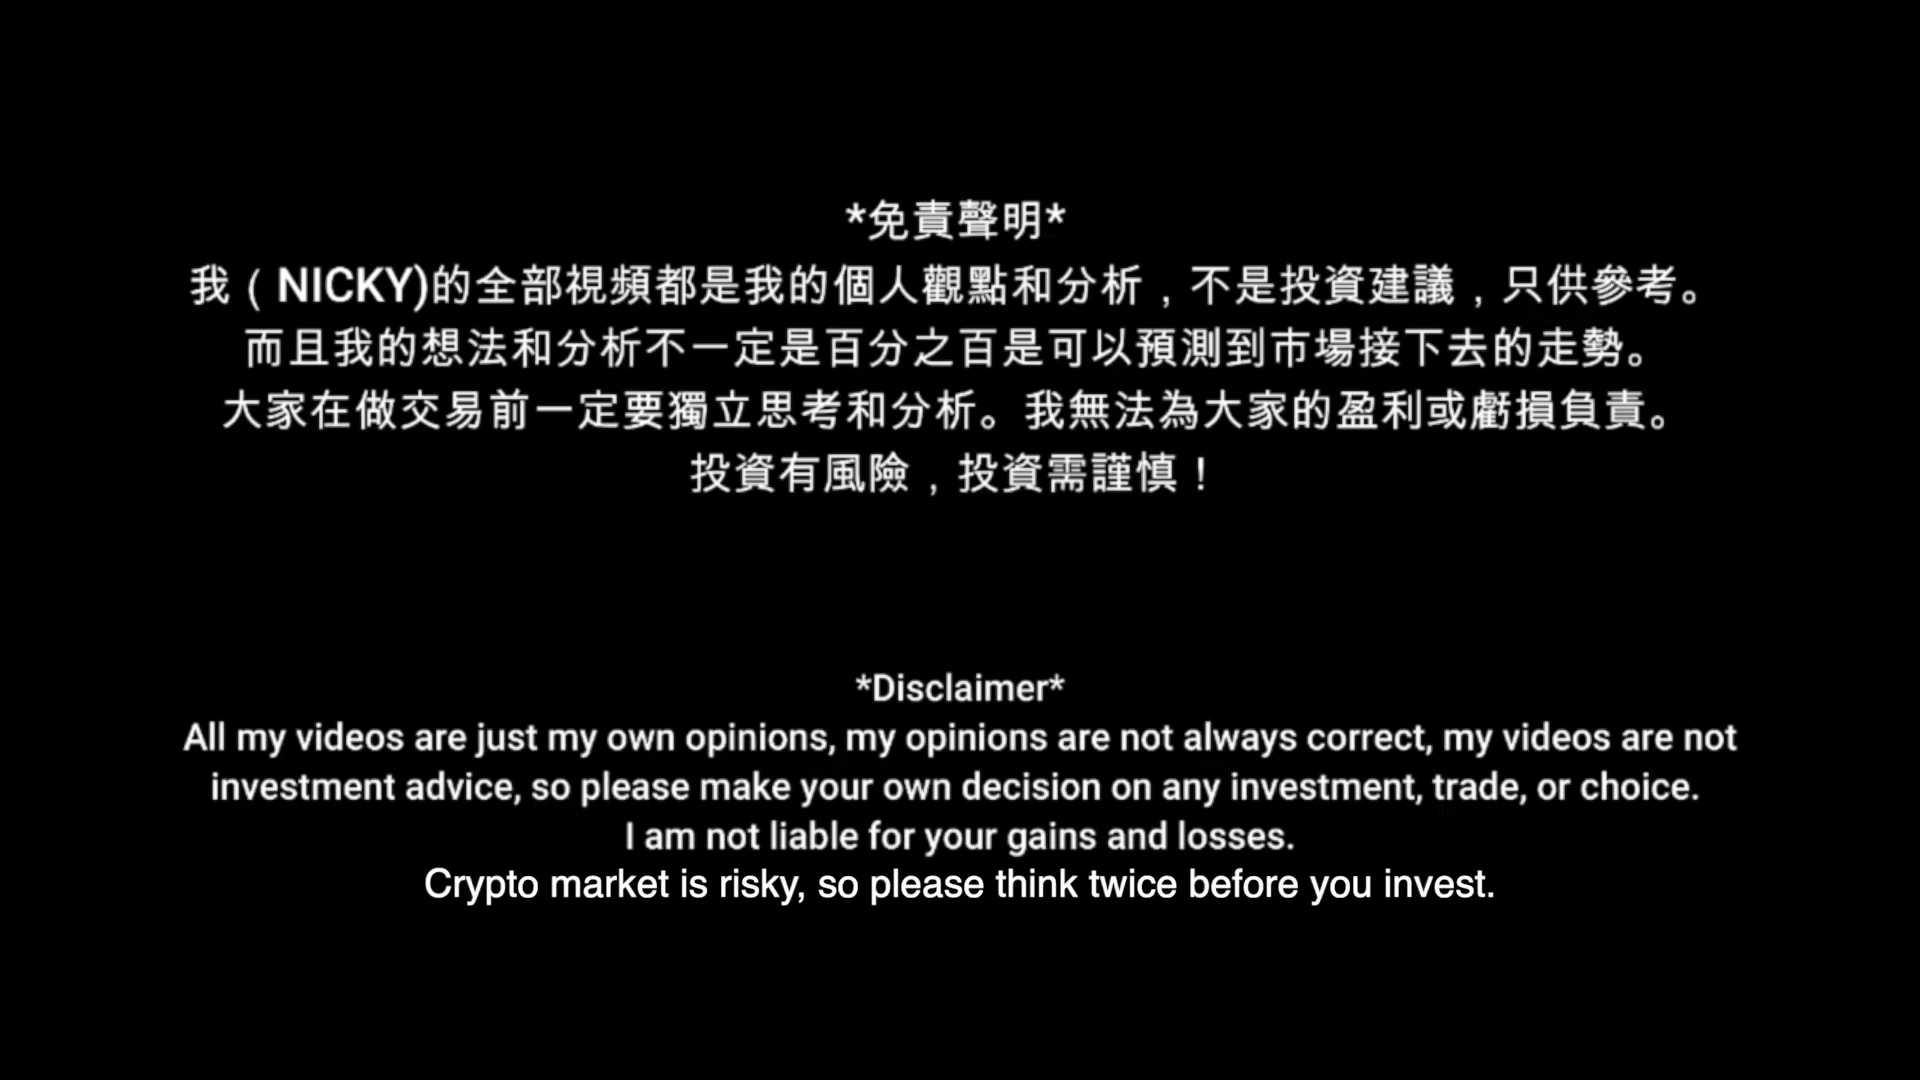 *免責聲明*
我（NICKY)的全部視頻都是我的個人觀點和分析，不是投資建議，只供參考。
而且我的想法和分析不一定是百分之百是可以預測到市場接下去的走勢。
大家在做交易前一定要獨立思考和分析。我無法為大家的盈利或虧損負責。
投資有風險，投資需謹慎！
*Disclaimer*
All my videos are just my own opinions, my opinions are not always correct, my videos are not
investment advice, so please make your own decision on any investment, trade, or choice.
I am not liable for your gains and losses.
Crypto market is risky, so please think twice before you invest.